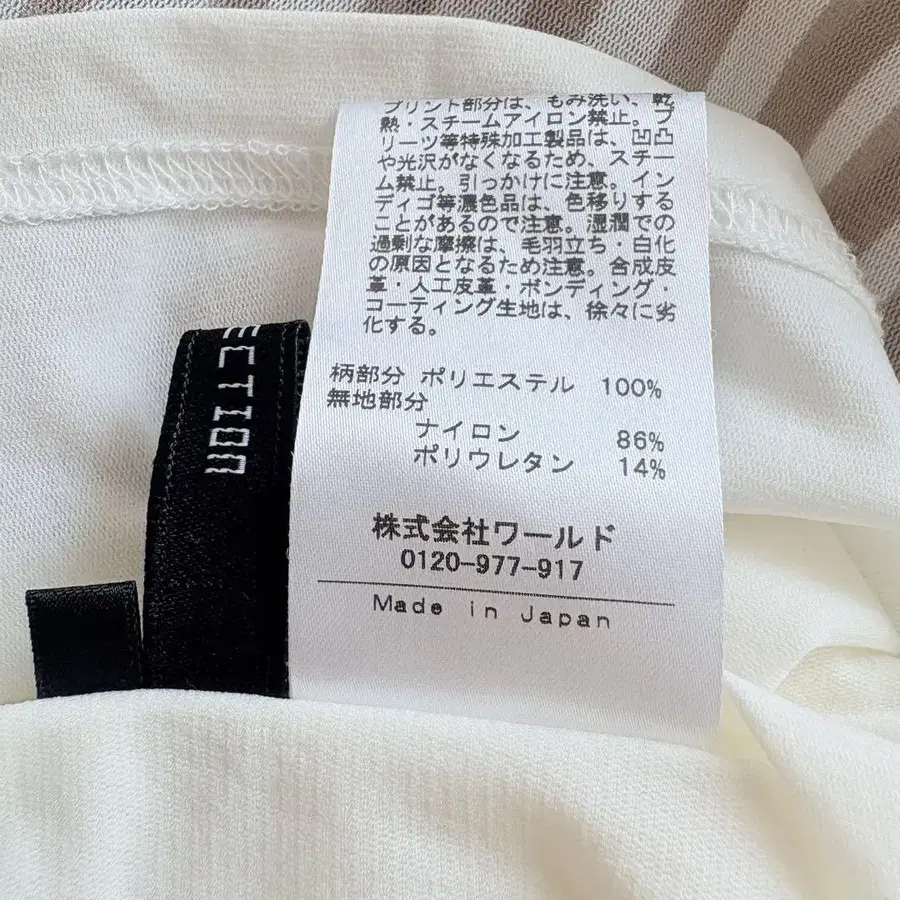 プリント部分は、もみ洗い、乾
熱・スチームアイロン禁止。プ
リーツ等特殊加工製品は、凹凸
や光沢がなくなるため、スチー
ム禁止。引っかけに注意。イン
ディゴ等濃色品は、色移りする
ことがあるので注意。湿潤での
過剰な摩擦は、毛羽立ち・白化
の原因となるため注意。合成皮
革・人工皮革・ボンディング・
コーティング生地は、徐々に劣
化する。
柄部分 ポリエステル 100%
無地部分
ナイロン 86%
ポリウレタン 14%
株式会社ワールド
0120-977-917
Made in Japan
ECTION